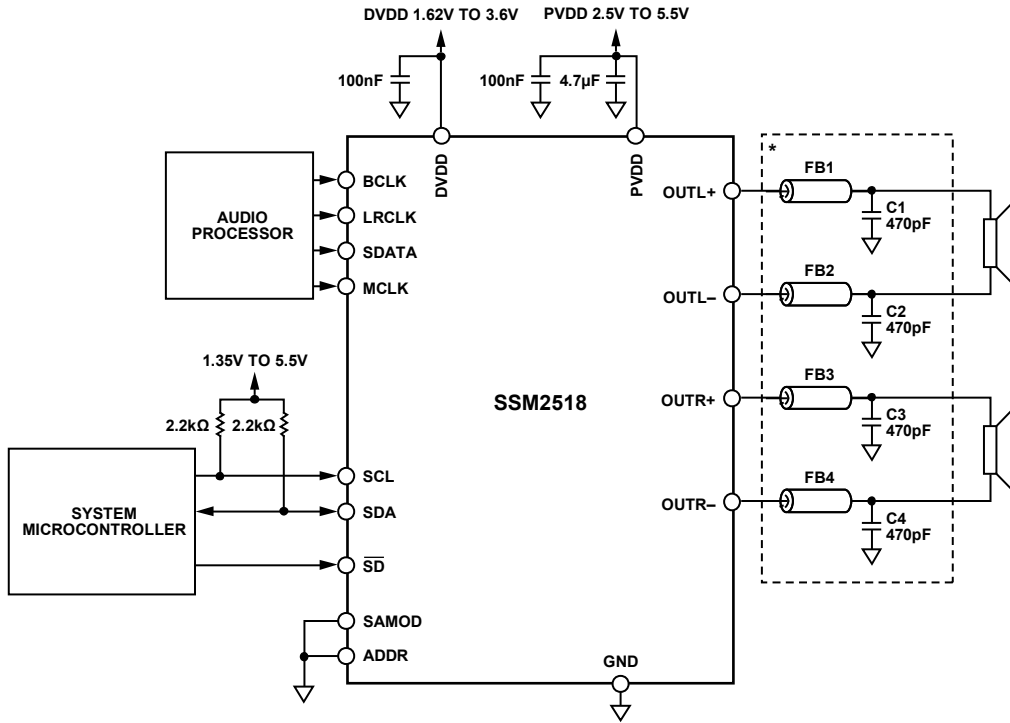 DVDD 1.62V TO 3.6V
PVDD 2.5V TO 5.5V
100nF
100nF
4.7µF
DVDD
PVDD
AUDIO
PROCESSOR
BCLK
LRCLK
SDATA
MCLK
OUTL+
OUTL–
OUTR+
OUTR–
*
FB1
C1
470pF
FB2
C2
470pF
FB3
C3
470pF
FB4
C4
470pF
SSM2518
1.35V TO 5.5V
2.2kΩ
2.2kΩ
SYSTEM
MICROCONTROLLER
SCL
SDA
SD
SAMOD
ADDR
GND